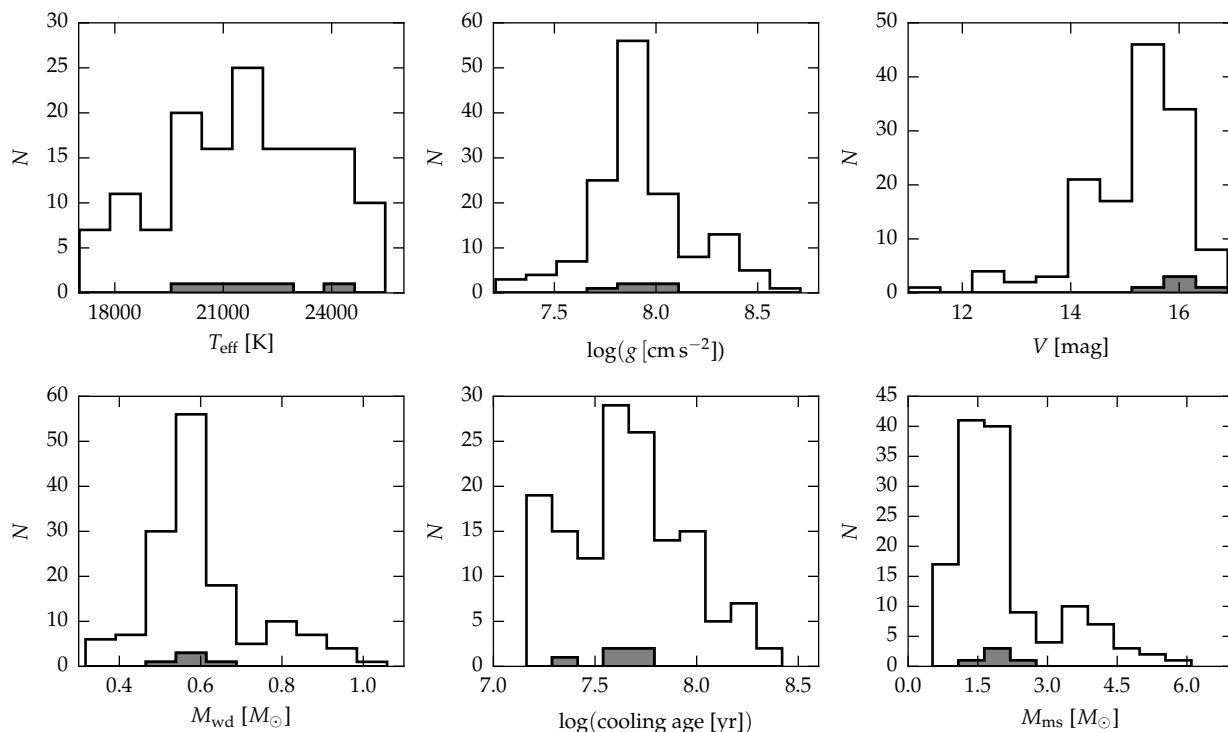 30
25
20
15
10
5
0
N
18000 21000 24000
T_eff [K]
60
50
40
30
20
10
0
N
7.5 8.0 8.5
log(g [cm s⁻²])
50
40
30
20
10
0
N
12 14 16
V [mag]
60
50
40
30
20
10
0
N
0.4 0.6 0.8 1.0
M_wd [M_⊙]
30
25
20
15
10
5
0
N
7.0 7.5 8.0 8.5
log(cooling age [yr])
45
40
35
30
25
20
15
10
5
0
N
0.0 1.5 3.0 4.5 6.0
M_ms [M_⊙]